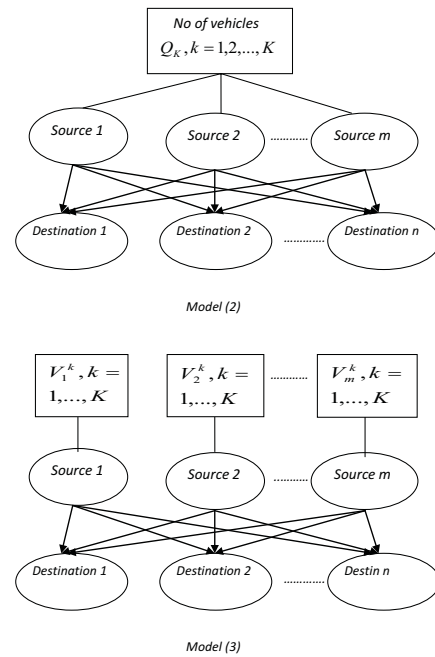 No of vehicles
Q_K, k = 1,2,..., K
Source 1
Source 2
............
Source m
Destination 1
Destination 2
............
Destination n
Model (2)
V_1^k, k =
1,..., K
V_2^k, k =
1,..., K
............
V_m^k, k =
1,..., K
Source 1
Source 2
............
Source m
Destination 1
Destination 2
............
Destin n
Model (3)